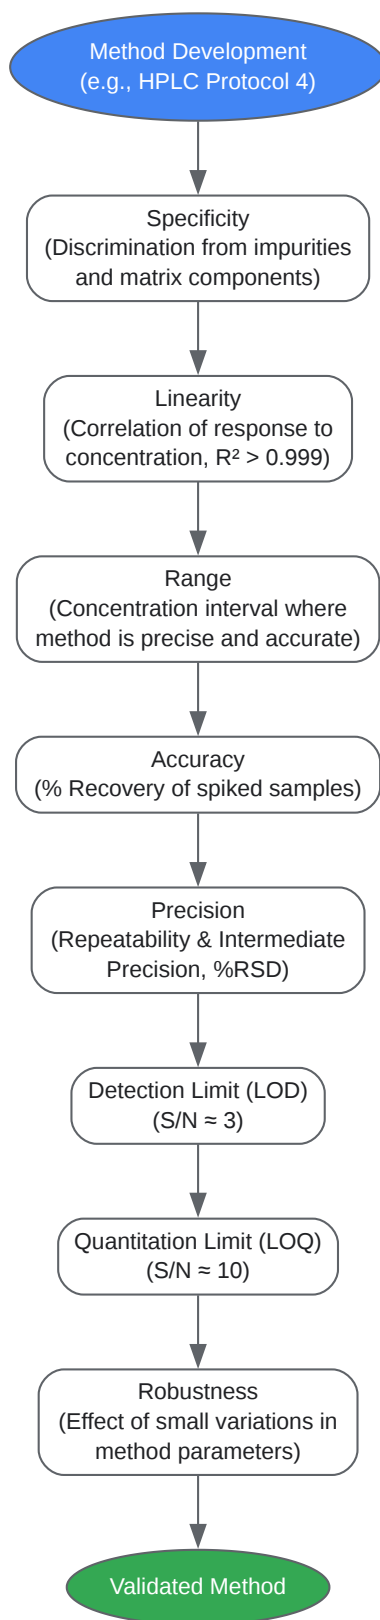 Method Development
(e.g., HPLC Protocol 4)
Specificity
(Discrimination from impurities
and matrix components)
Linearity
(Correlation of response to
concentration, R² > 0.999)
Range
(Concentration interval where
method is precise and accurate)
Accuracy
(% Recovery of spiked samples)
Precision
(Repeatability & Intermediate
Precision, %RSD)
Detection Limit (LOD)
(S/N ≈ 3)
Quantitation Limit (LOQ)
(S/N ≈ 10)
Robustness
(Effect of small variations in
method parameters)
Validated Method